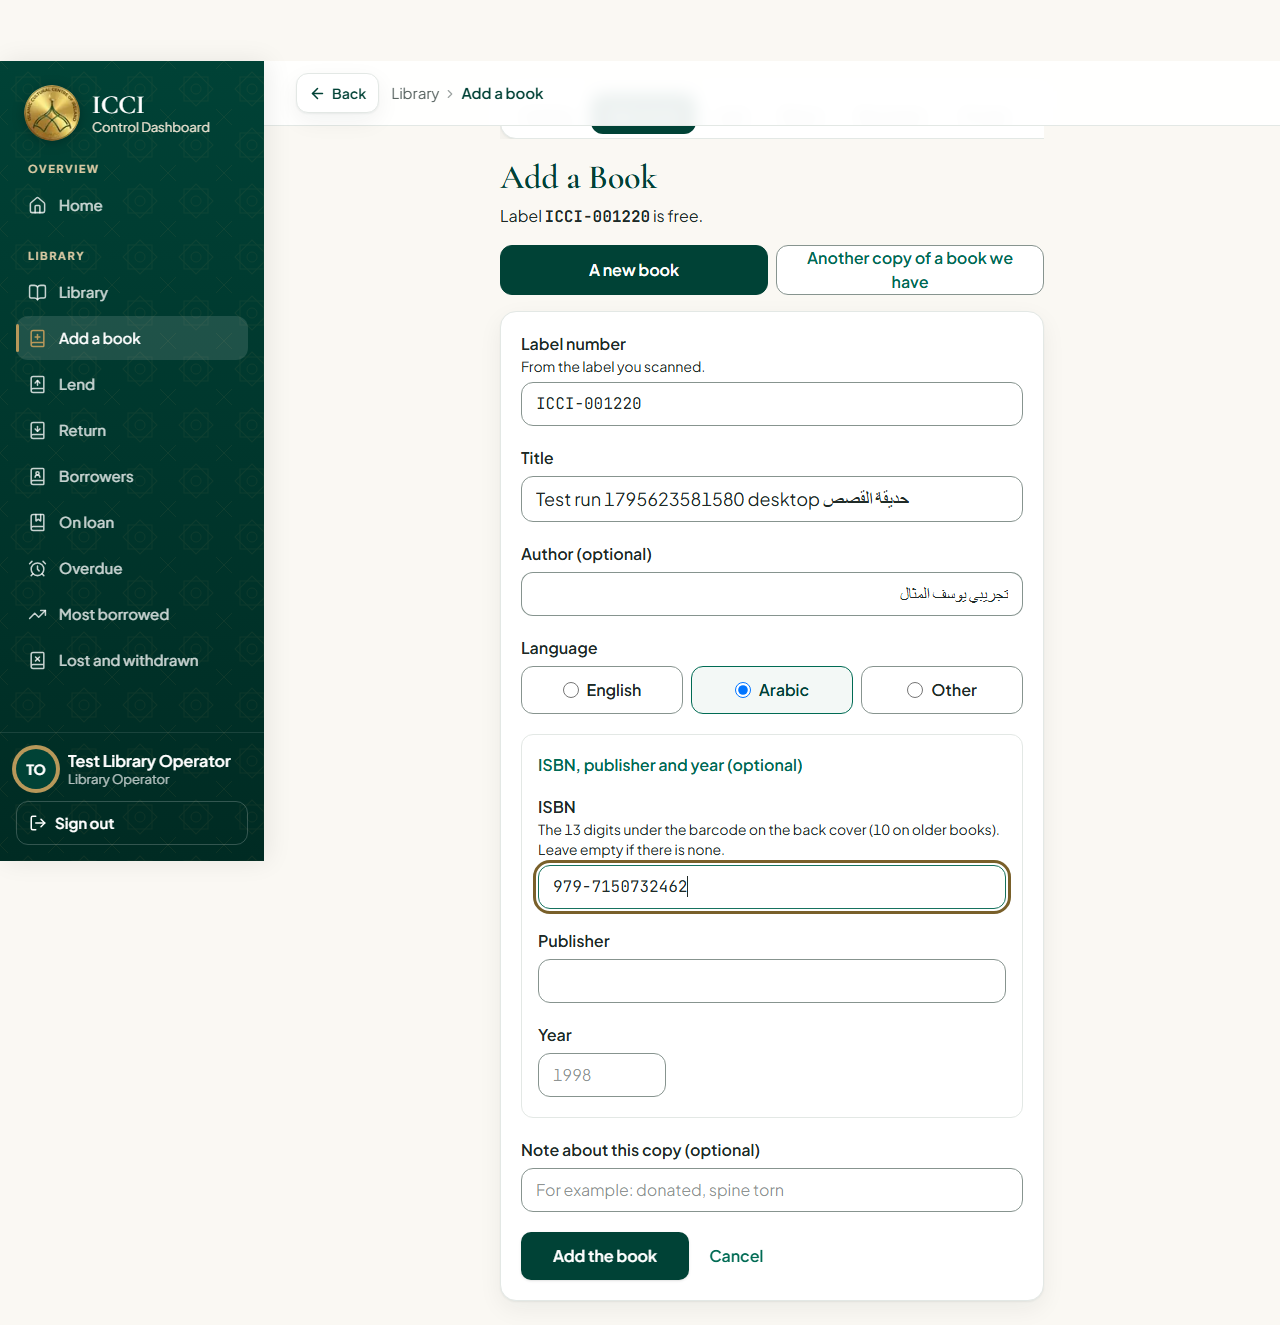 ICCI
Control Dashboard
OVERVIEW
Home
LIBRARY
Library
Add a book
Lend
Return
Borrowers
On loan
Overdue
Most borrowed
Lost and withdrawn
TO
Test Library Operator
Library Operator
Sign out
Back
Library > Add a book
Add a Book
Label ICCI-001220 is free.
A new book
Another copy of a book we
have
Label number
From the label you scanned.
ICCI-001220
Title
Test run 1795623581580 desktop حديقة القصص
Author (optional)
تجريبي يوسف المثال
Language
English
Arabic
Other
ISBN, publisher and year (optional)
ISBN
The 13 digits under the barcode on the back cover (10 on older books).
Leave empty if there is none.
979-7150732462
Publisher
Year
1998
Note about this copy (optional)
For example: donated, spine torn
Add the book
Cancel